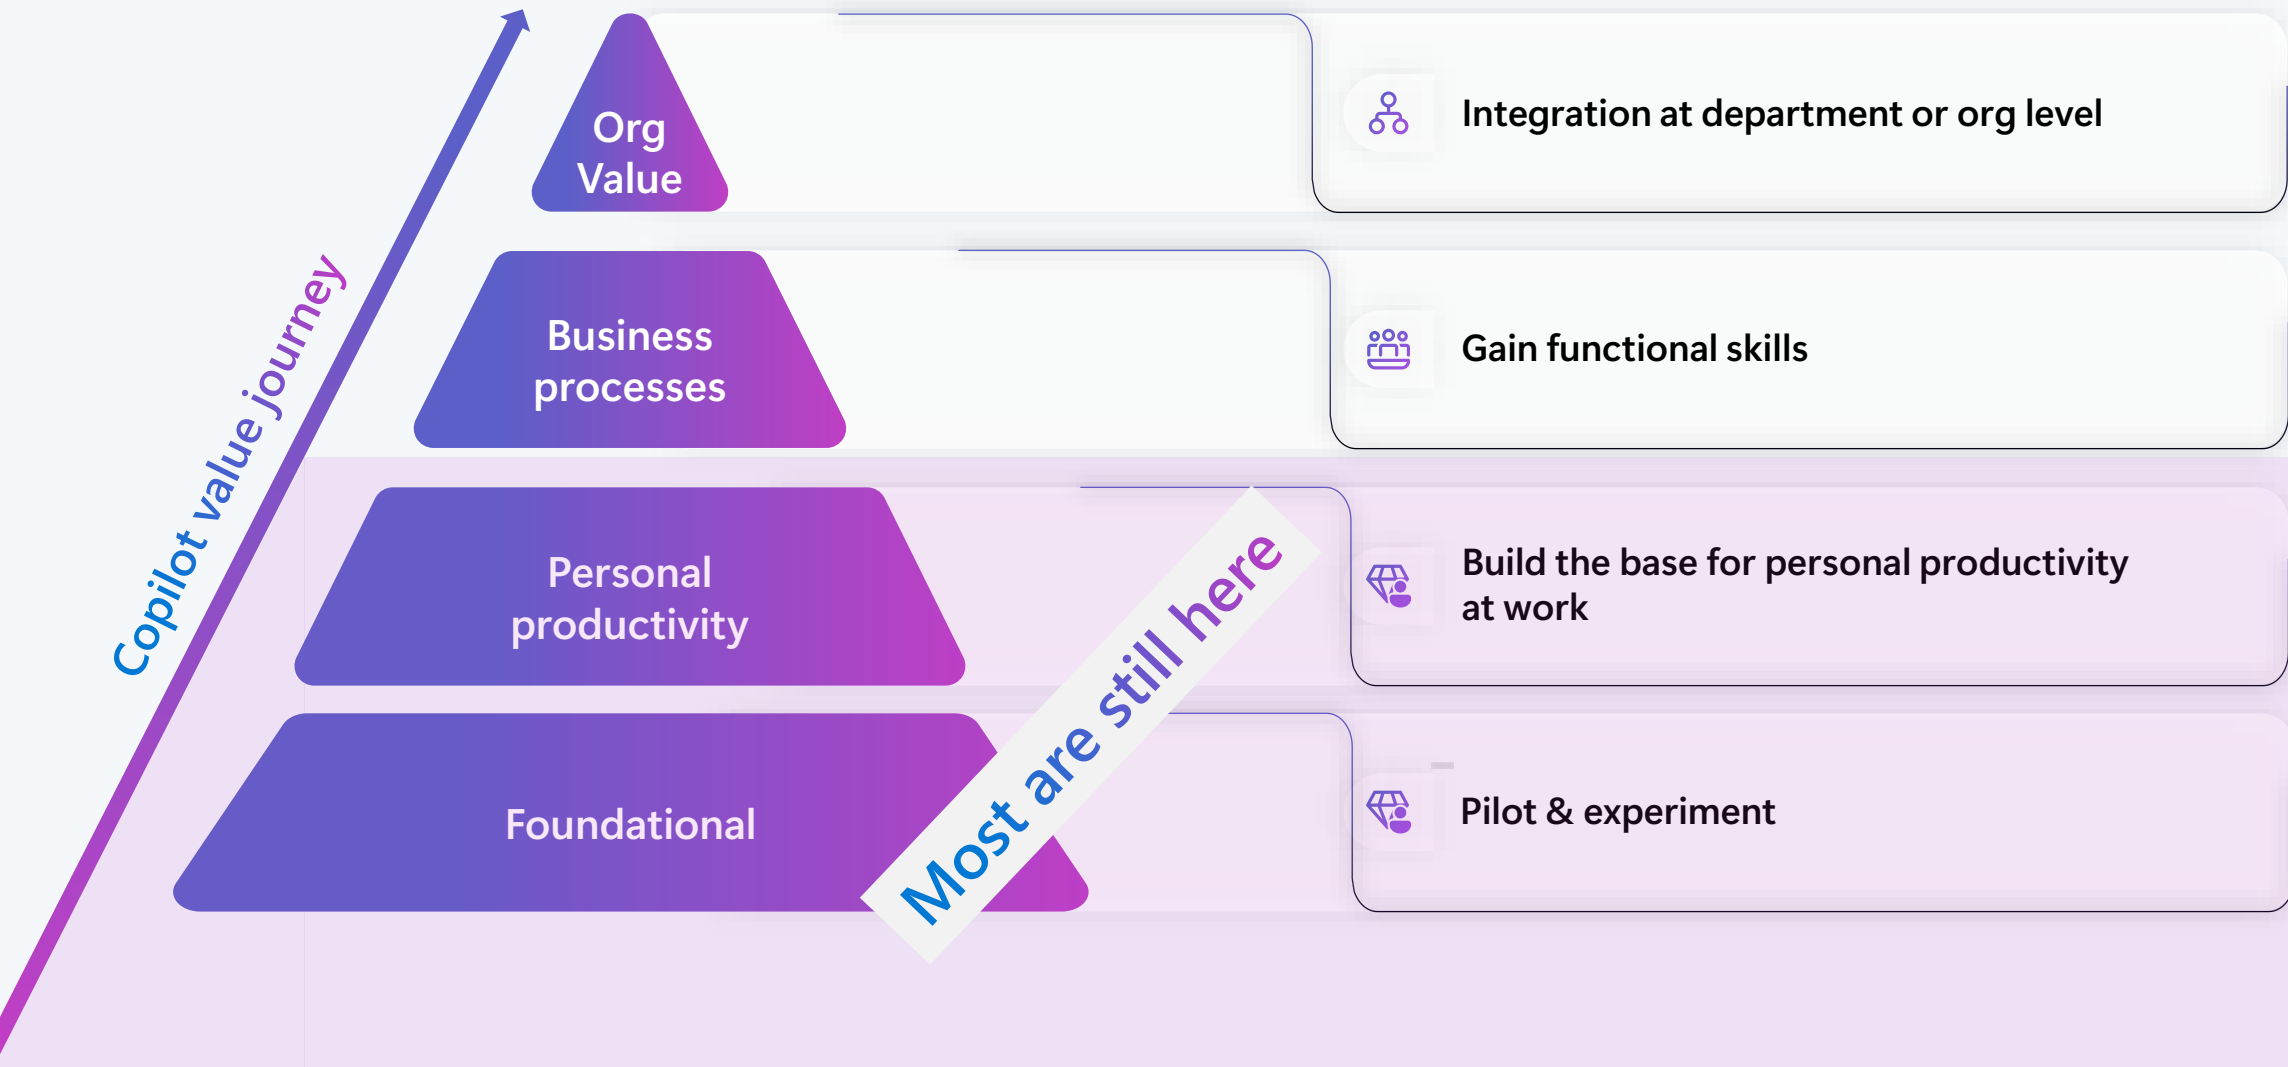 Org
Value
Integration at department or org level
Business
processes
Gain functional skills
Copilot value journey
Personal
productivity
Build the base for personal productivity
at work
Most are still here
Foundational
Pilot & experiment